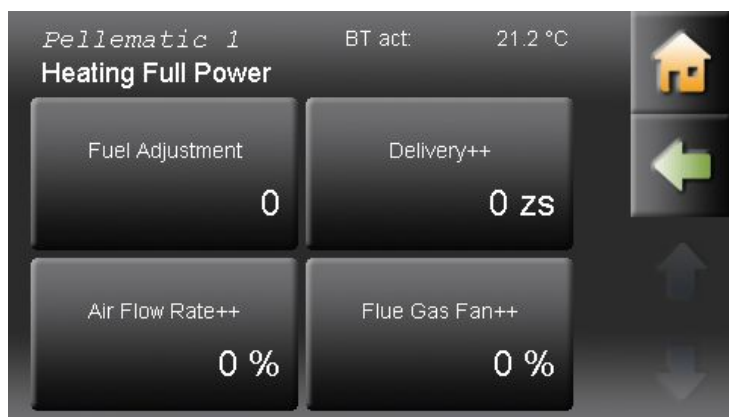 Pellematic 1 BT act: 21.2 °C
Heating Full Power
Fuel Adjustment
0
Delivery++
0 zs
Air Flow Rate++
0 %
Flue Gas Fan++
0 %